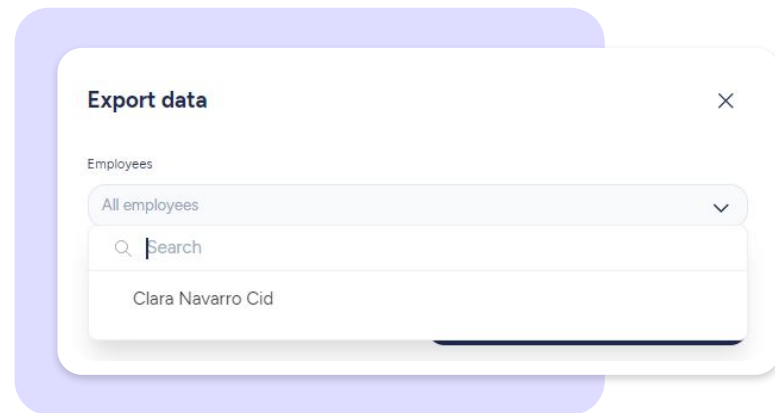 Export data
Employees
All employees
Search
Clara Navarro Cid